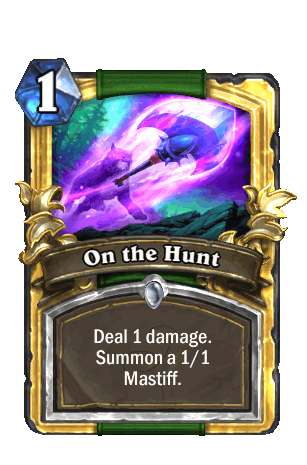 1
On the Hunt
Deal 1 damage.
Summon a 1/1
Mastiff.